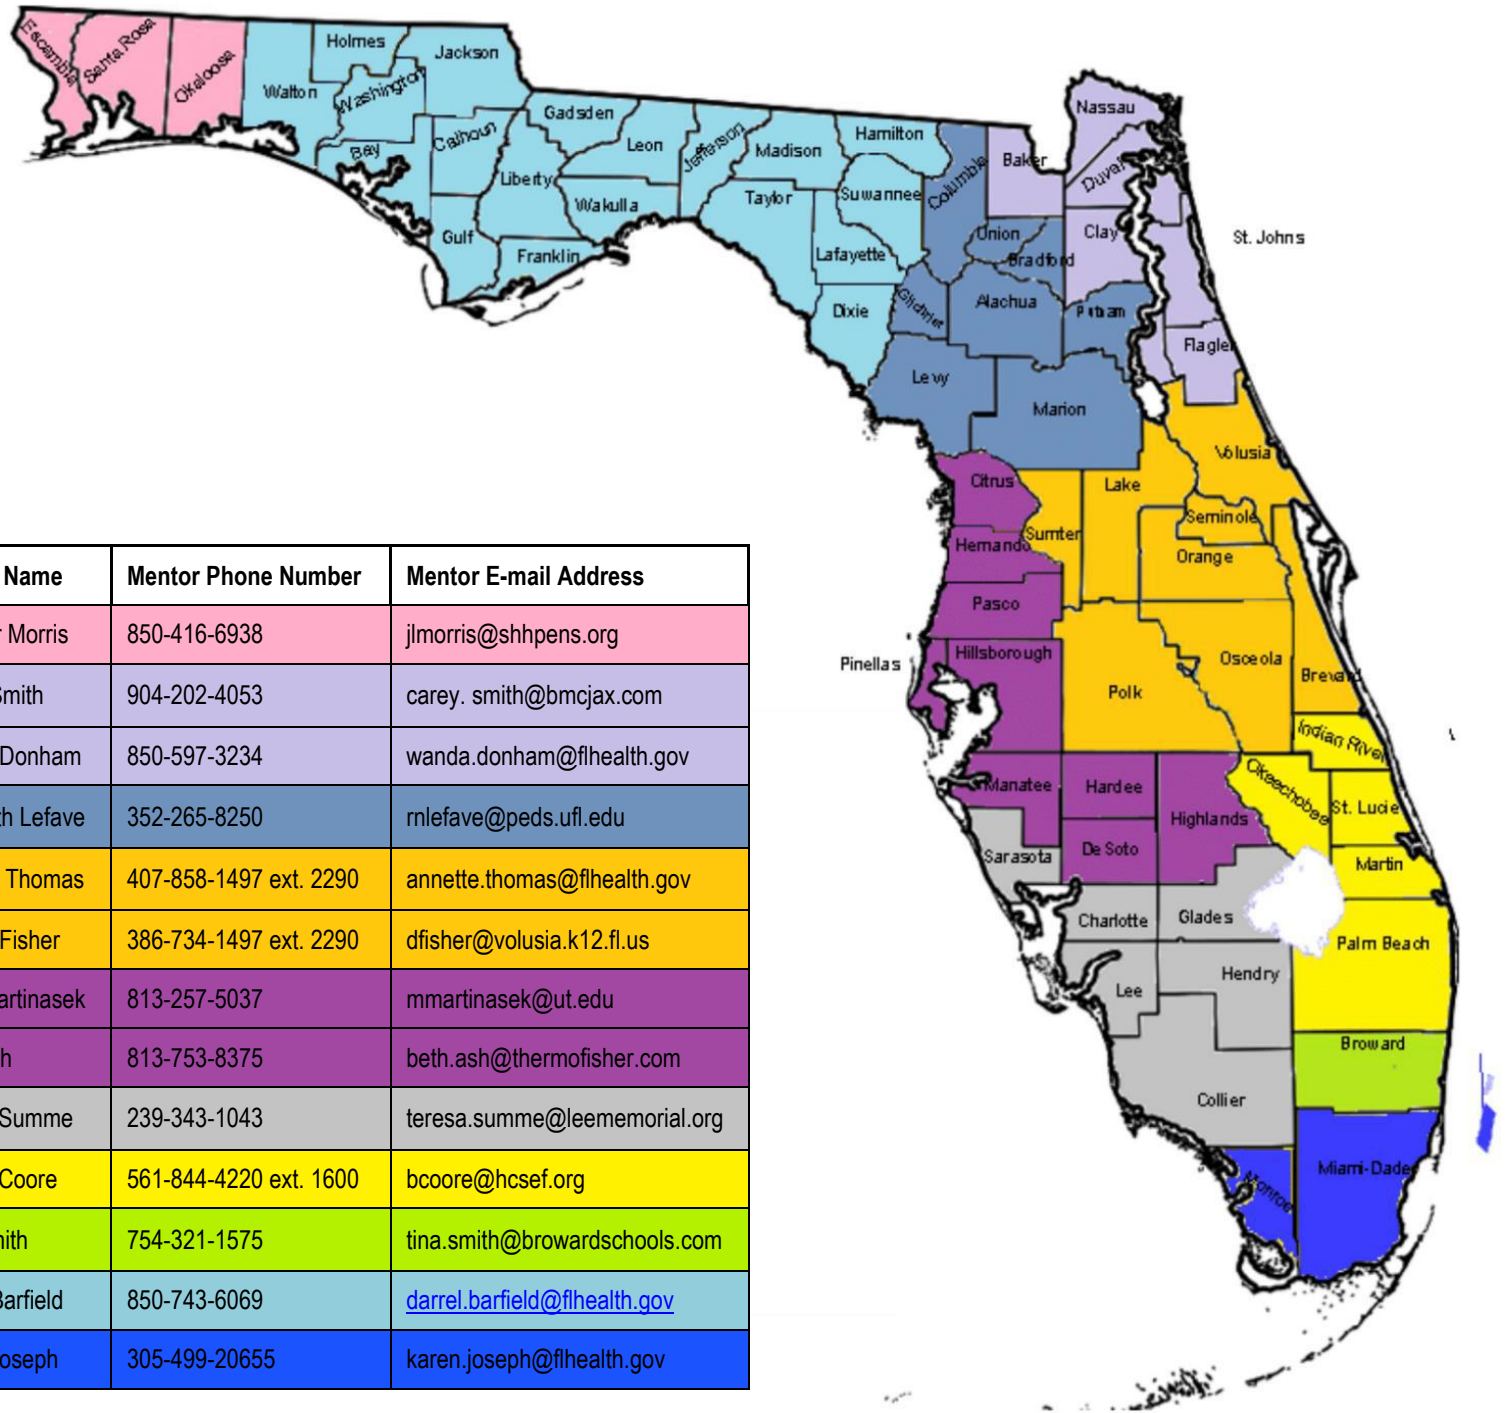 Escambia
Santa Rosa
Okaloosa
Walton
Holmes
Jackson
Washington
Bay
Calhoun
Gadsden
Leon
Jefferson
Madison
Hamilton
Liberty
Wakulla
Taylor
Suwannee
Gulf
Franklin
Lafayette
Dixie
Columbia
Baker
Nassau
Duval
Union
Bradford
Clay
St. Johns
Gilchrist
Alachua
Putnam
Flagler
Levy
Marion
Volusia
Citrus
Lake
Sumter
Seminole
Hernando
Orange
Pasco
Pinellas
Hillsborough
Polk
Osceola
Brevard
Indian River
Manatee
Hardee
Highlands
Okeechobee
St. Lucie
Sarasota
De Soto
Martin
Charlotte
Glades
Palm Beach
Lee
Hendry
Broward
Collier
Monroe
Miami-Dade
Name Mentor Phone Number Mentor E-mail Address
r Morris 850-416-6938 jlmorris@shhpens.org
Smith 904-202-4053 carey. smith@bmcjax.com
Donham 850-597-3234 wanda.donham@flhealth.gov
th Lefave 352-265-8250 rnlefave@peds.ufl.edu
Thomas 407-858-1497 ext. 2290 annette.thomas@flhealth.gov
Fisher 386-734-1497 ext. 2290 dfisher@volusia.k12.fl.us
artinasek 813-257-5037 mmartinasek@ut.edu
h 813-753-8375 beth.ash@thermofisher.com
Summe 239-343-1043 teresa.summe@leememorial.org
Coore 561-844-4220 ext. 1600 bcoore@hcsef.org
nith 754-321-1575 tina.smith@browardschools.com
Barfield 850-743-6069 darrel.barfield@flhealth.gov
oseph 305-499-20655 karen.joseph@flhealth.gov